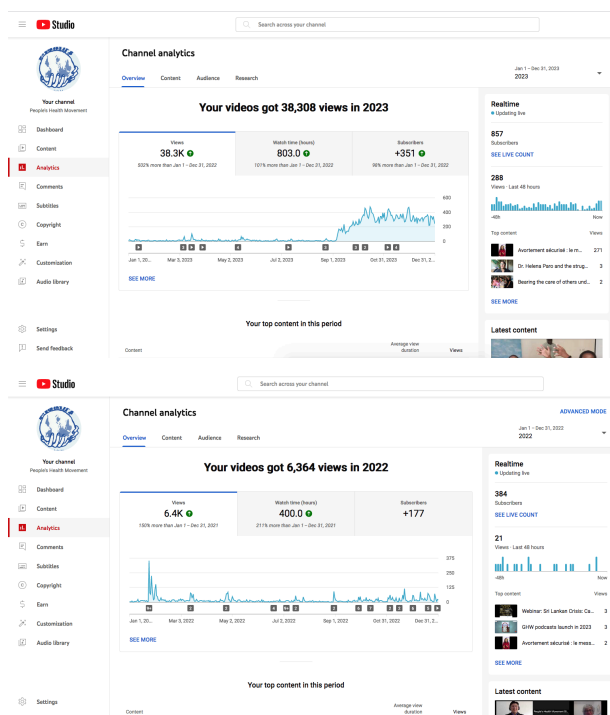 Studio
Search across your channel
Channel analytics
Overview Content Audience Research
Jan 1 – Dec 31, 2023
2023
Your channel
People's Health Movement
Dashboard
Content
Analytics
Comments
Subtitles
Copyright
Earn
Customization
Audio library
Settings
Send feedback
Your videos got 38,308 views in 2023
Views
38.3K
502% more than Jan 1 – Dec 31, 2022
Watch time (hours)
803.0
101% more than Jan 1 – Dec 31, 2022
Subscribers
+351
98% more than Jan 1 – Dec 31, 2022
600
400
200
0
Jan 1, 20... Mar 3, 2023 May 2, 2023 Jul 2, 2023 Sep 1, 2023 Oct 31, 2023 Dec 31, 2...
SEE MORE
Your top content in this period
Content Average view duration Views
Realtime
Updating live
857
Subscribers
SEE LIVE COUNT
288
Views · Last 48 hours
-48h Now
Top content Views
Avortement sécurisé : le m... 271
Dr. Helena Pero and the strug... 3
Bearing the care of others und... 2
SEE MORE
Latest content
Studio
Search across your channel
Channel analytics
ADVANCED MODE
Overview Content Audience Research
Jan 1 – Dec 31, 2022
2022
Your channel
People's Health Movement
Dashboard
Content
Analytics
Comments
Subtitles
Copyright
Earn
Customization
Audio library
Settings
Your videos got 6,364 views in 2022
Views
6.4K
150% more than Jan 1 – Dec 31, 2021
Watch time (hours)
400.0
211% more than Jan 1 – Dec 31, 2021
Subscribers
+177
375
250
125
0
Jan 1, 20... Mar 3, 2022 May 2, 2022 Jul 2, 2022 Sep 1, 2022 Oct 31, 2022 Dec 31, 2...
SEE MORE
Your top content in this period
Content Average view duration Views
Realtime
Updating live
384
Subscribers
SEE LIVE COUNT
21
Views · Last 48 hours
-48h Now
Top content Views
Webinar: Sri Lankan Crisis: Ca... 3
GHW podcasts launch in 2023 3
Avortement sécurisé : le mess... 2
SEE MORE
Latest content